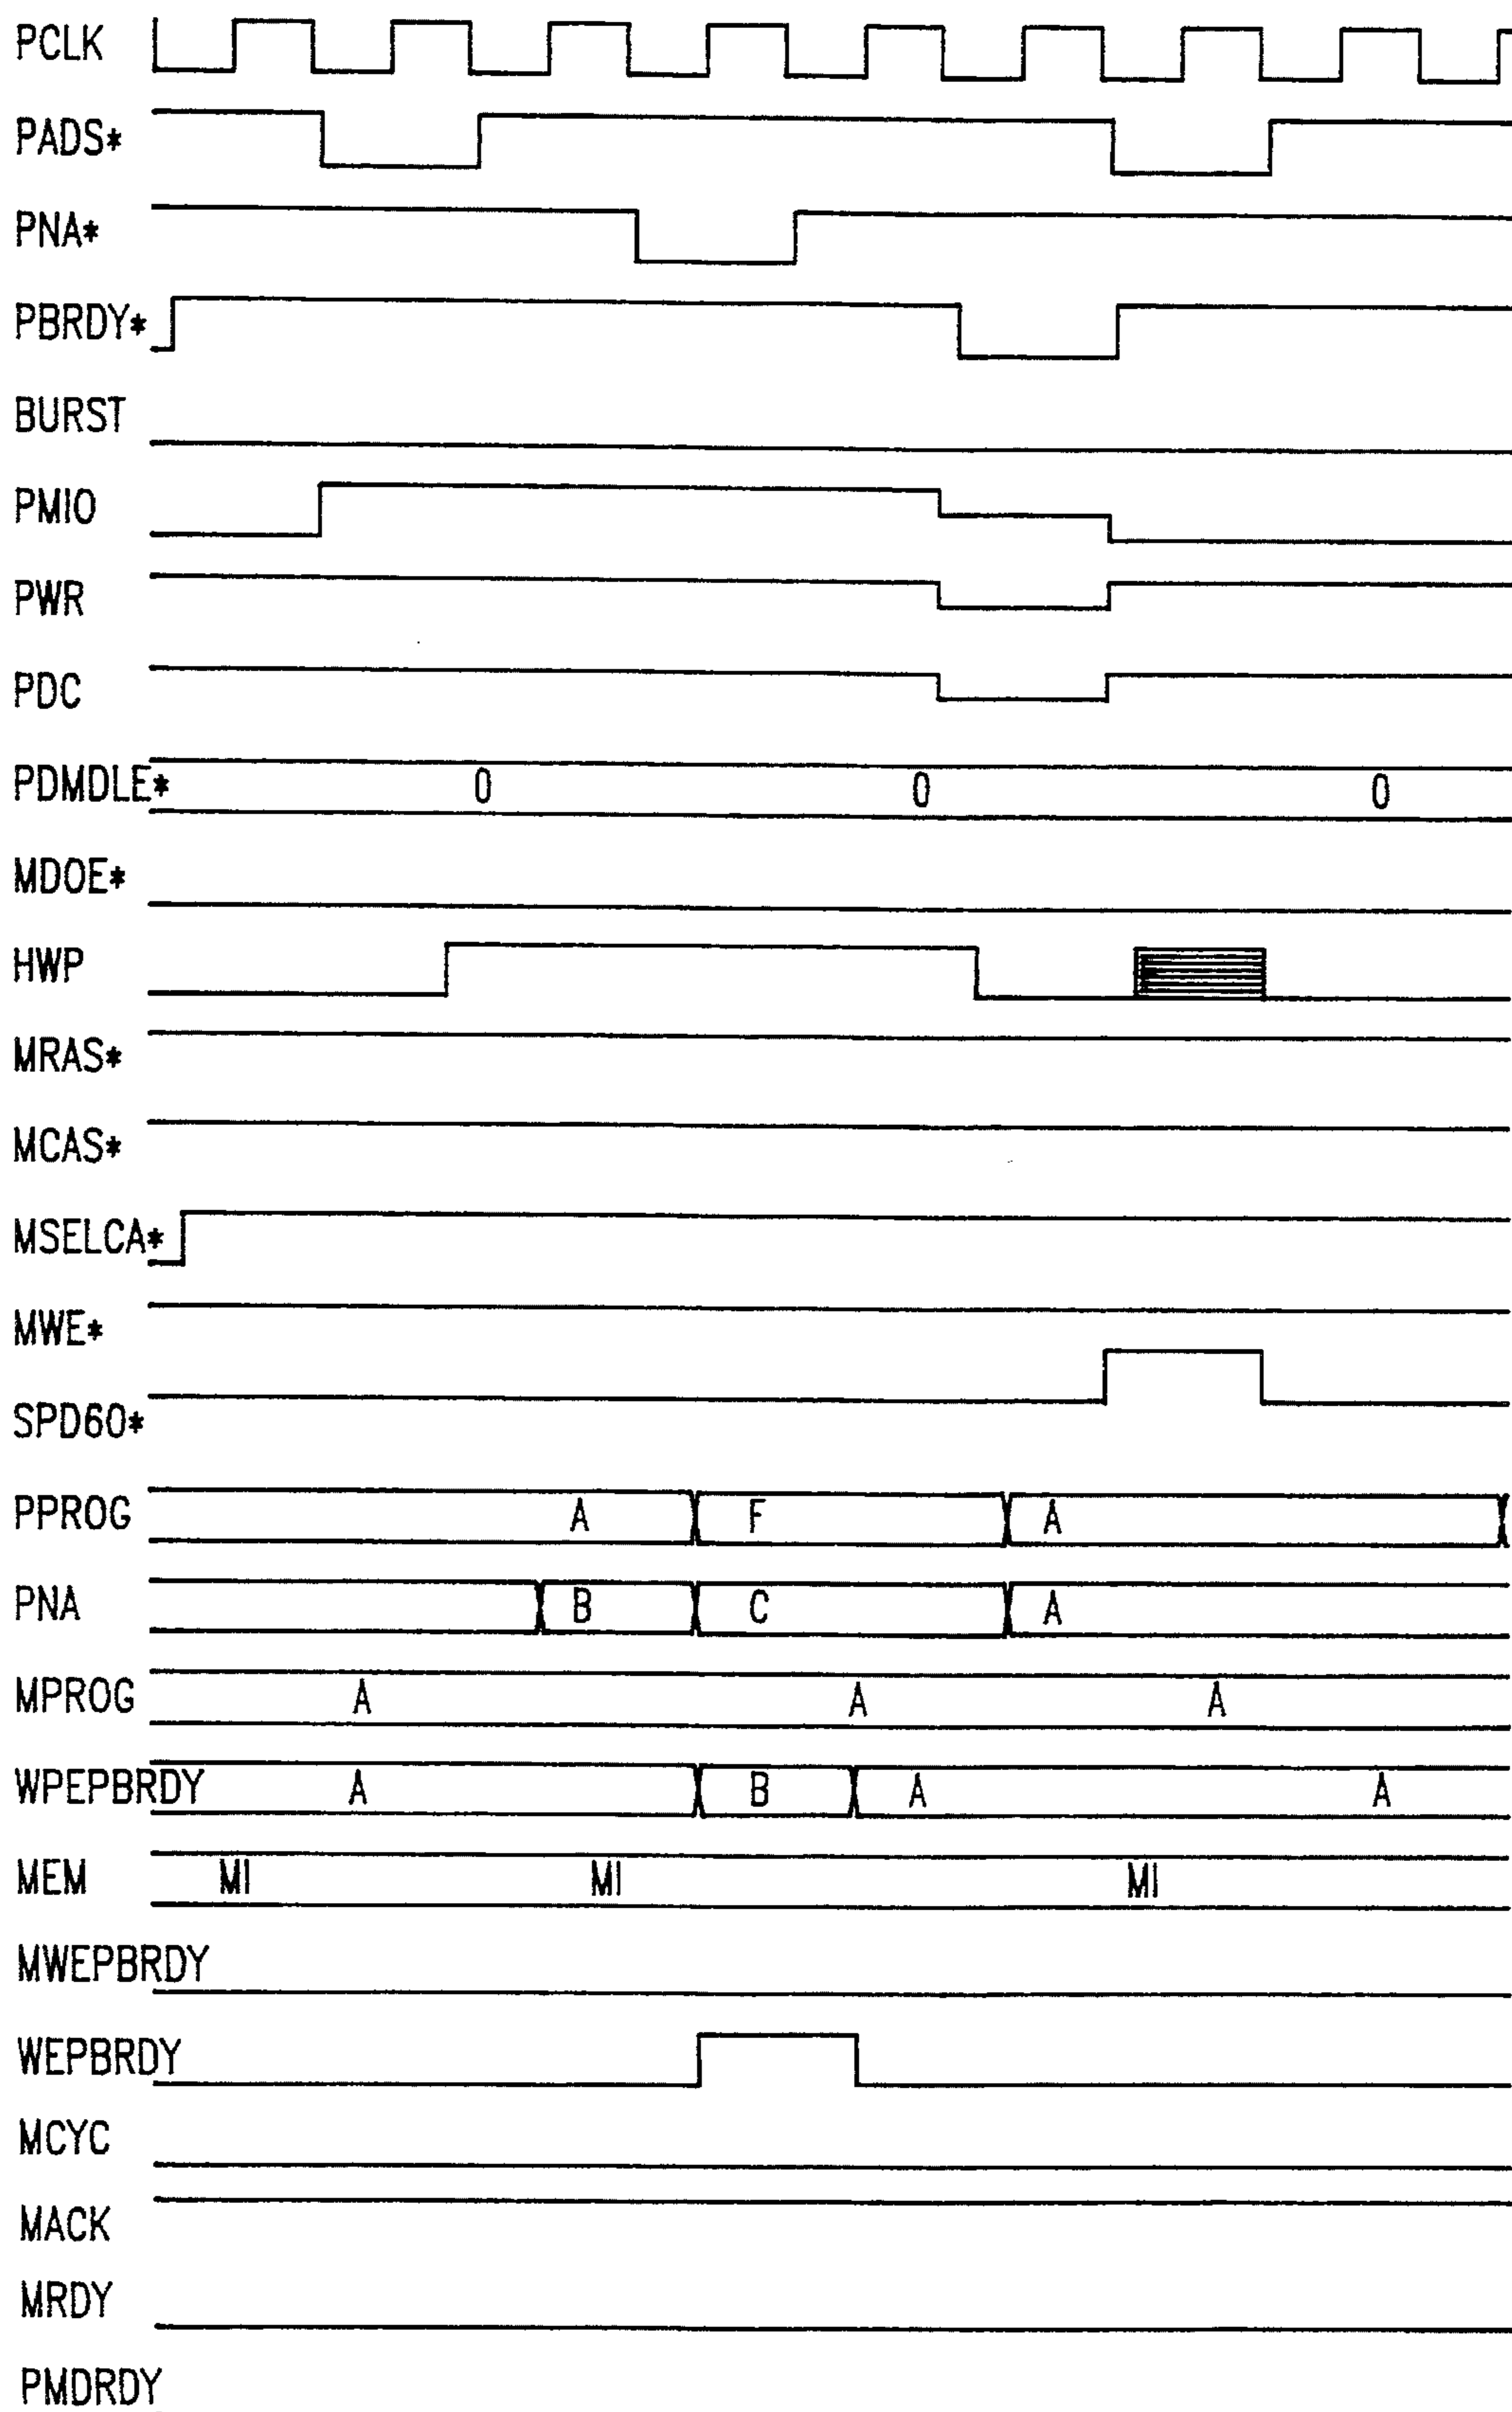 PCLK
PADS*
PNA*
PBRDY*
BURST
PMIO
PWR
PDC
PDMDLE* 0 0 0
MDOE*
HWP
MRAS*
MCAS*
MSELCA*
MWE*
SPD60*
PPROG A F A
PNA B C A
MPROG A A A
WPEPBRDY A B A A
MEM MI MI MI
MWEPBRDY
WEPBRDY
MCYC
MACK
MRDY
PMDRDY